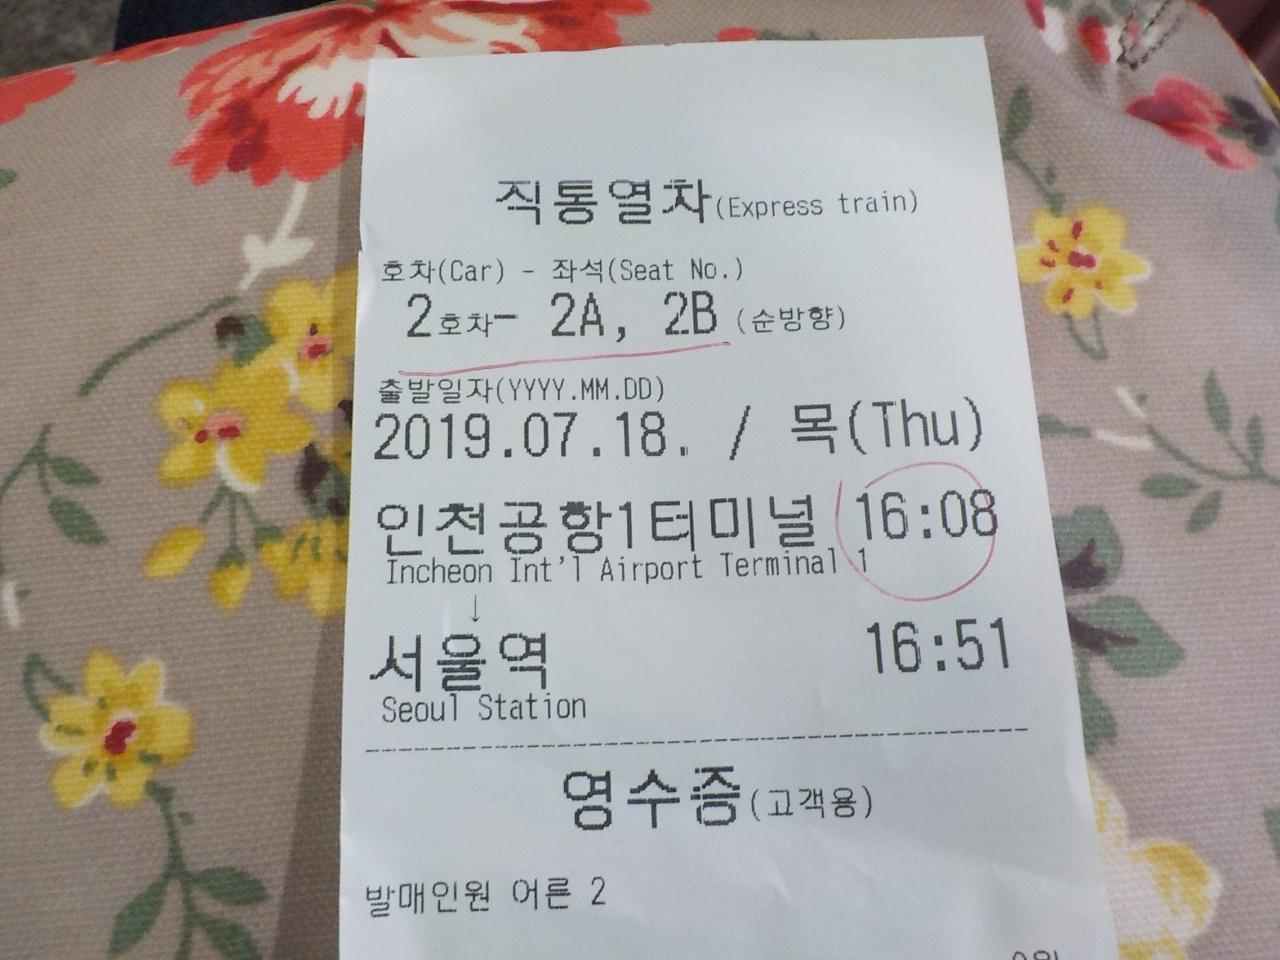 직통열차(Express train)
호차(Car) - 좌석(Seat No.)
2호차- 2A, 2B (순방향)
출발일자(YYYY.MM.DD)
2019.07.18. / 목(Thu)
인천공항1터미널 16:08
Incheon Int'l Airport Terminal 1
↓
서울역 16:51
Seoul Station
영수증(고객용)
발매인원 어른 2